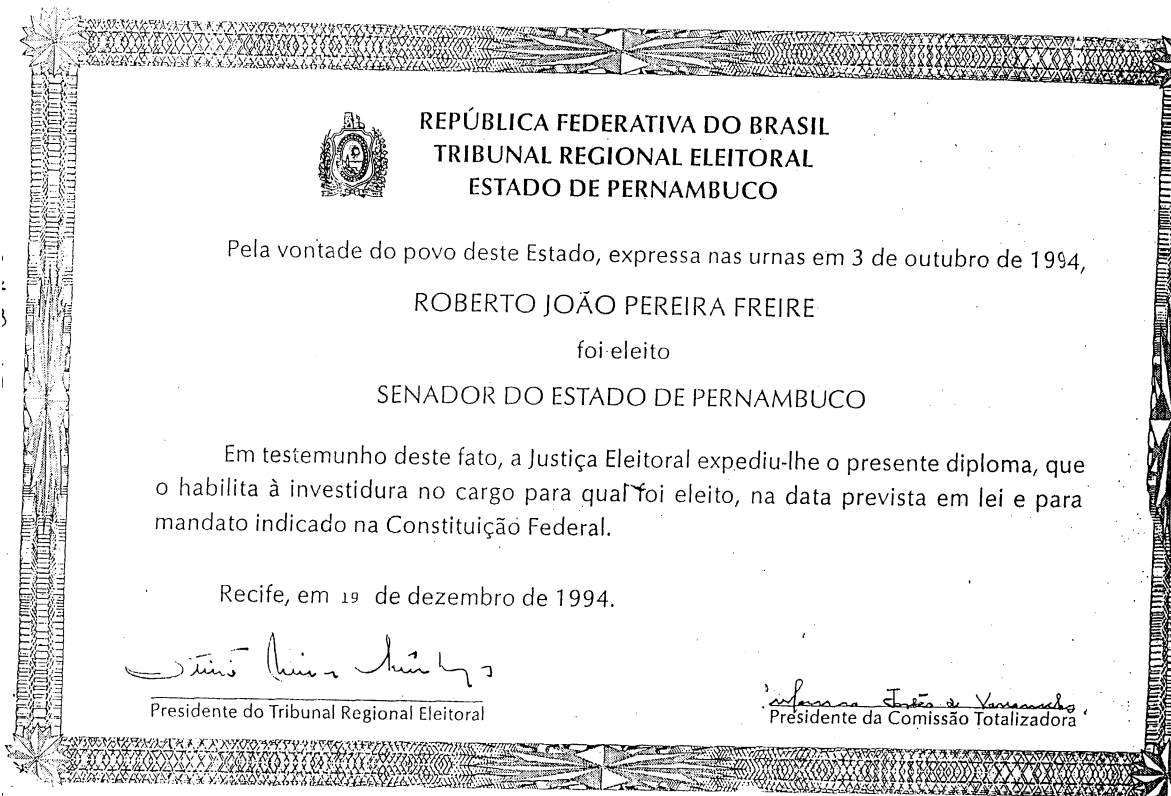 REPÚBLICA FEDERATIVA DO BRASIL
TRIBUNAL REGIONAL ELEITORAL
ESTADO DE PERNAMBUCO
Pela vontade do povo deste Estado, expressa nas urnas em 3 de outubro de 1994,
ROBERTO JOÃO PEREIRA FREIRE
foi eleito
SENADOR DO ESTADO DE PERNAMBUCO
Em testemunho deste fato, a Justiça Eleitoral expediu-lhe o presente diploma, que
o habilita à investidura no cargo para qual foi eleito, na data prevista em lei e para
mandato indicado na Constituição Federal.
Recife, em 19 de dezembro de 1994.
Presidente do Tribunal Regional Eleitoral
Presidente da Comissão Totalizadora